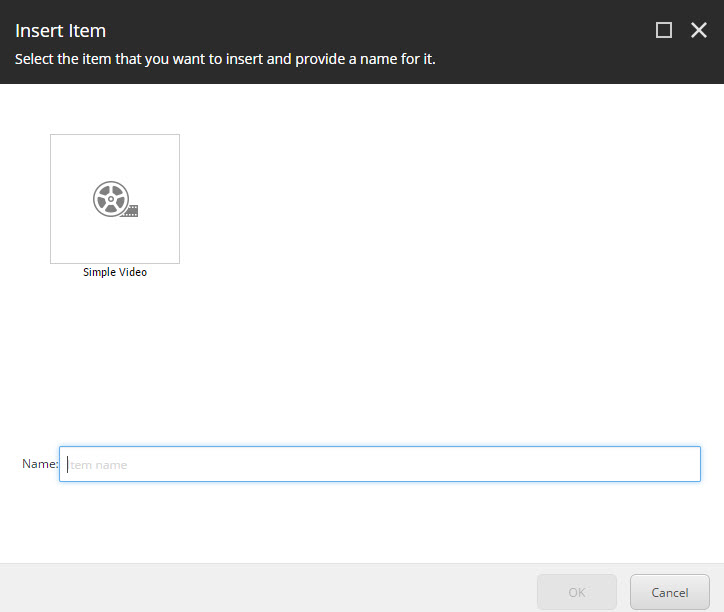 Insert Item
Select the item that you want to insert and provide a name for it.
Simple Video
Name:
Item name
OK
Cancel